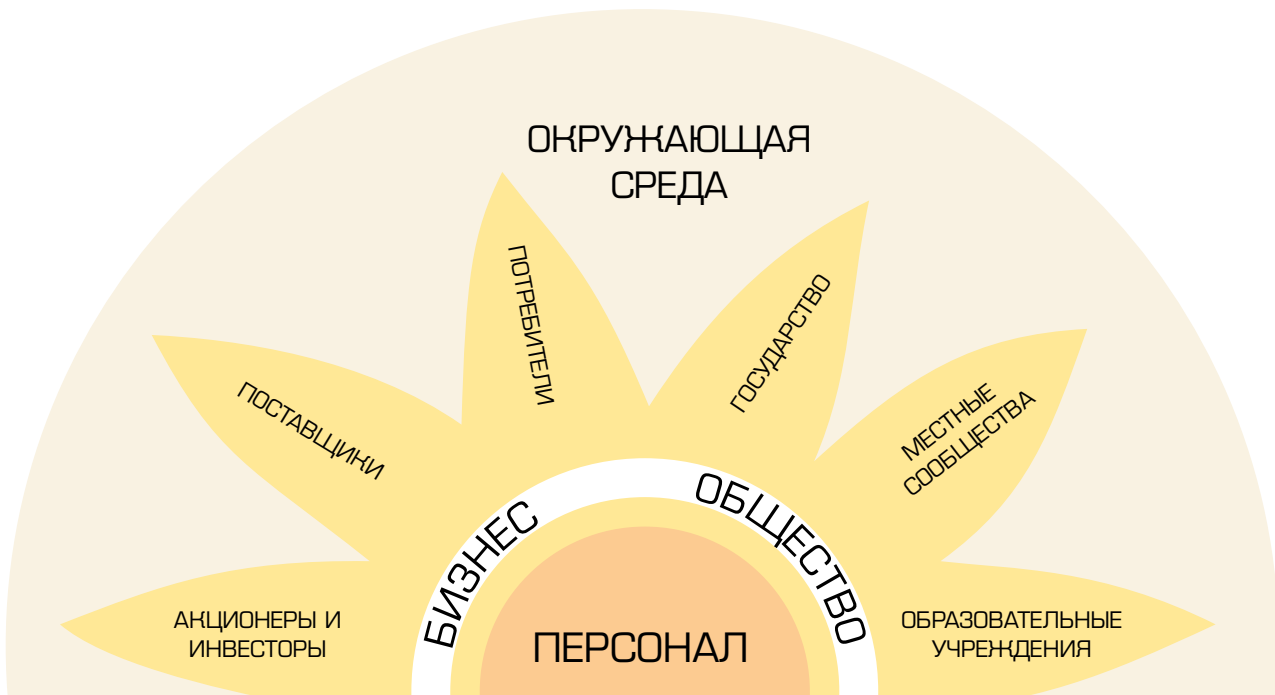 ОКРУЖАЮЩАЯ
СРЕДА
ПОТРЕБИТЕЛИ
ГОСУДАРСТВО
ПОСТАВЩИКИ
МЕСТНЫЕ
СООБЩЕСТВА
БИЗНЕС
ОБЩЕСТВО
АКЦИОНЕРЫ И
ИНВЕСТОРЫ
ПЕРСОНАЛ
ОБРАЗОВАТЕЛЬНЫЕ
УЧРЕЖДЕНИЯ